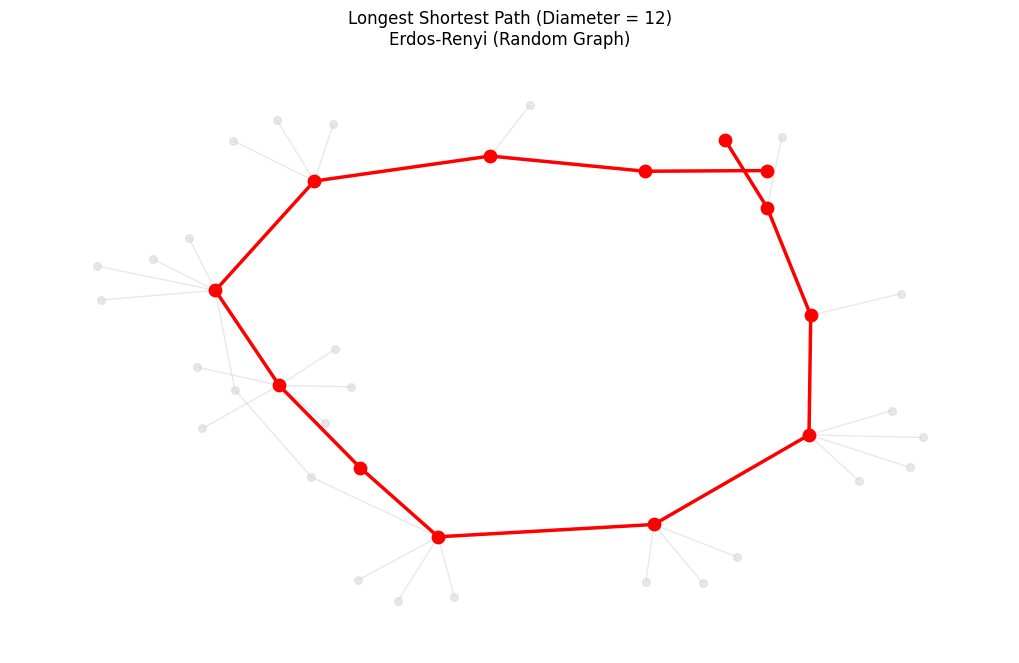 Longest Shortest Path (Diameter = 12)
Erdos-Renyi (Random Graph)